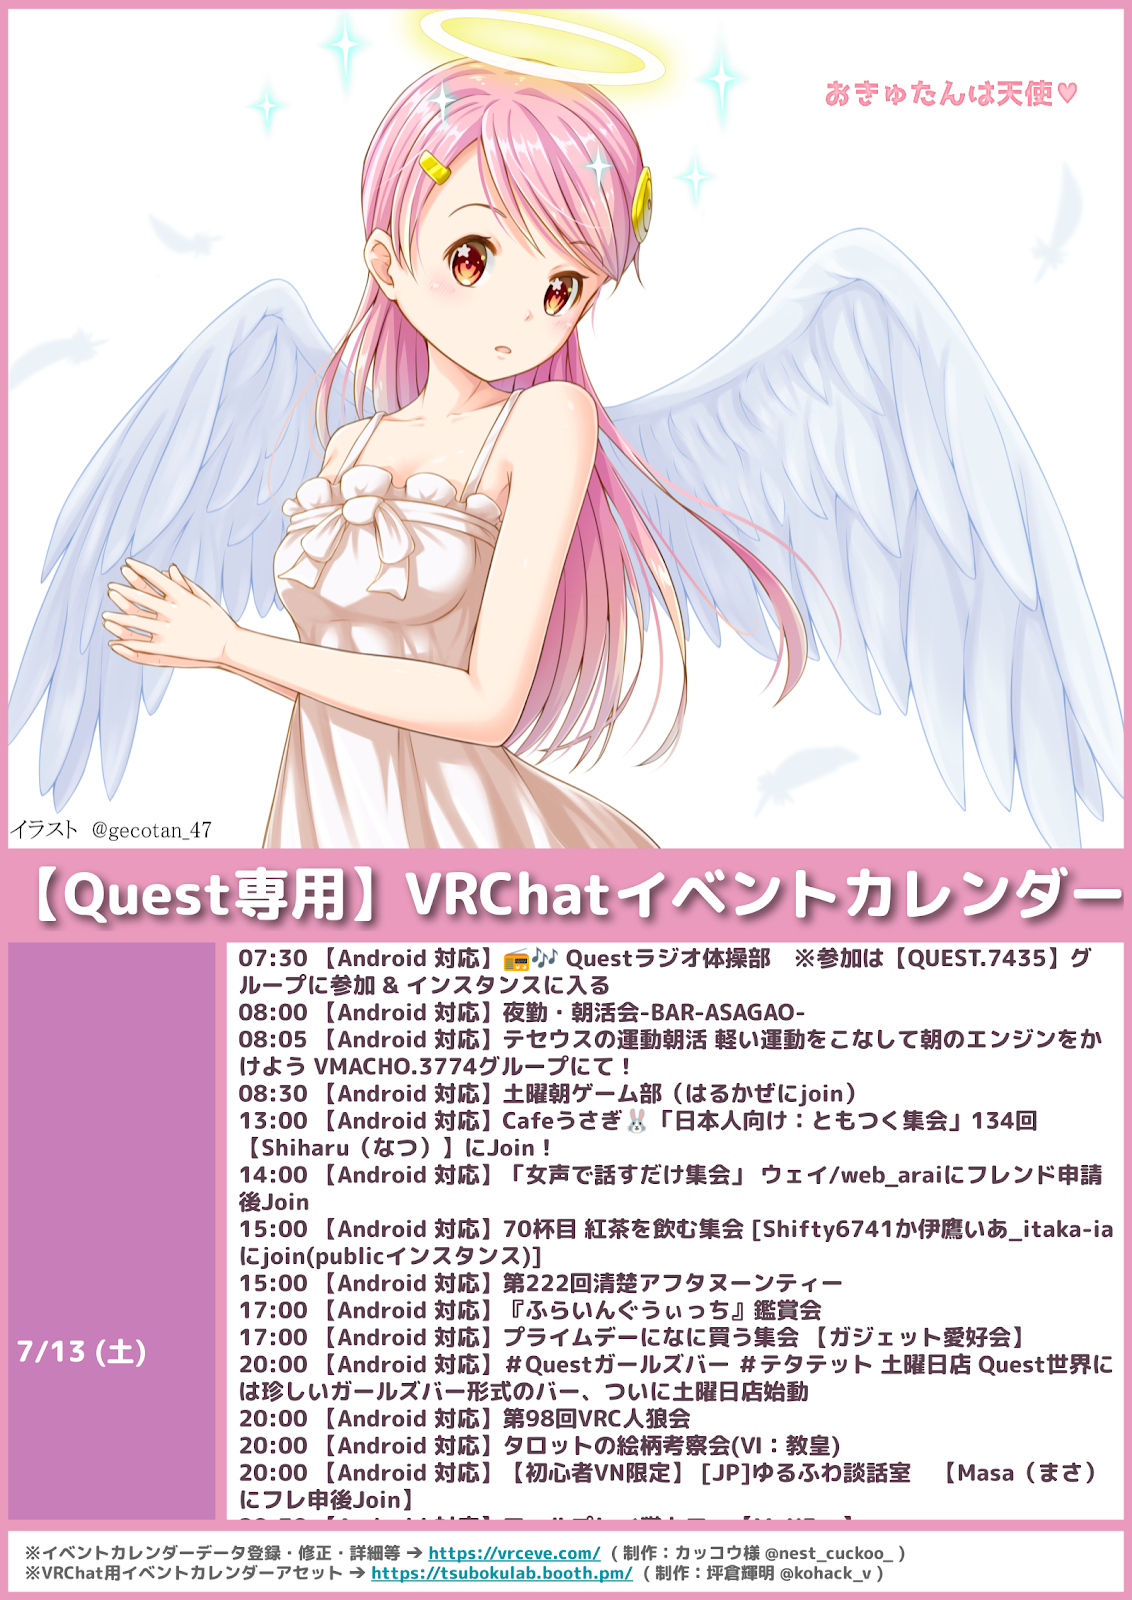 おきゅたんは天使♥
イラスト @gecotan_47
【Quest専用】VRChatイベントカレンダー
7/13 (土)
07:30 【Android 対応】📻🎶 Questラジオ体操部　※参加は【QUEST.7435】グ
ループに参加 & インスタンスに入る
08:00 【Android 対応】夜勤・朝活会-BAR-ASAGAO-
08:05 【Android 対応】テセウスの運動朝活 軽い運動をこなして朝のエンジンをか
けよう VMACHO.3774グループにて！
08:30 【Android 対応】土曜朝ゲーム部（はるかぜにjoin）
13:00 【Android 対応】Cafeうさぎ🐰「日本人向け：ともつく集会」134回
【Shiharu（なつ）】にJoin！
14:00 【Android 対応】「女声で話すだけ集会」 ウェイ/web_araiにフレンド申請
後Join
15:00 【Android 対応】70杯目 紅茶を飲む集会 [Shifty6741か伊鷹いあ_itaka-ia
にjoin(publicインスタンス)]
15:00 【Android 対応】第222回清楚アフタヌーンティー
17:00 【Android 対応】『ふらいんぐうぃっち』鑑賞会
17:00 【Android 対応】プライムデーになに買う集会 【ガジェット愛好会】
20:00 【Android 対応】＃Questガールズバー ＃テタテット 土曜日店 Quest世界に
は珍しいガールズバー形式のバー、ついに土曜日店始動
20:00 【Android 対応】第98回VRC人狼会
20:00 【Android 対応】タロットの絵柄考察会(VI：教皇)
20:00 【Android 対応】【初心者VN限定】 [JP]ゆるふわ談話室　【Masa（まさ）
にフレ申後Join】
※イベントカレンダーデータ登録・修正・詳細等 ➔ https://vrceve.com/ （制作：カッコウ様 @nest_cuckoo_ ）
※VRChat用イベントカレンダーアセット ➔ https://tsubokulab.booth.pm/ （制作：坪倉輝明 @kohack_v ）